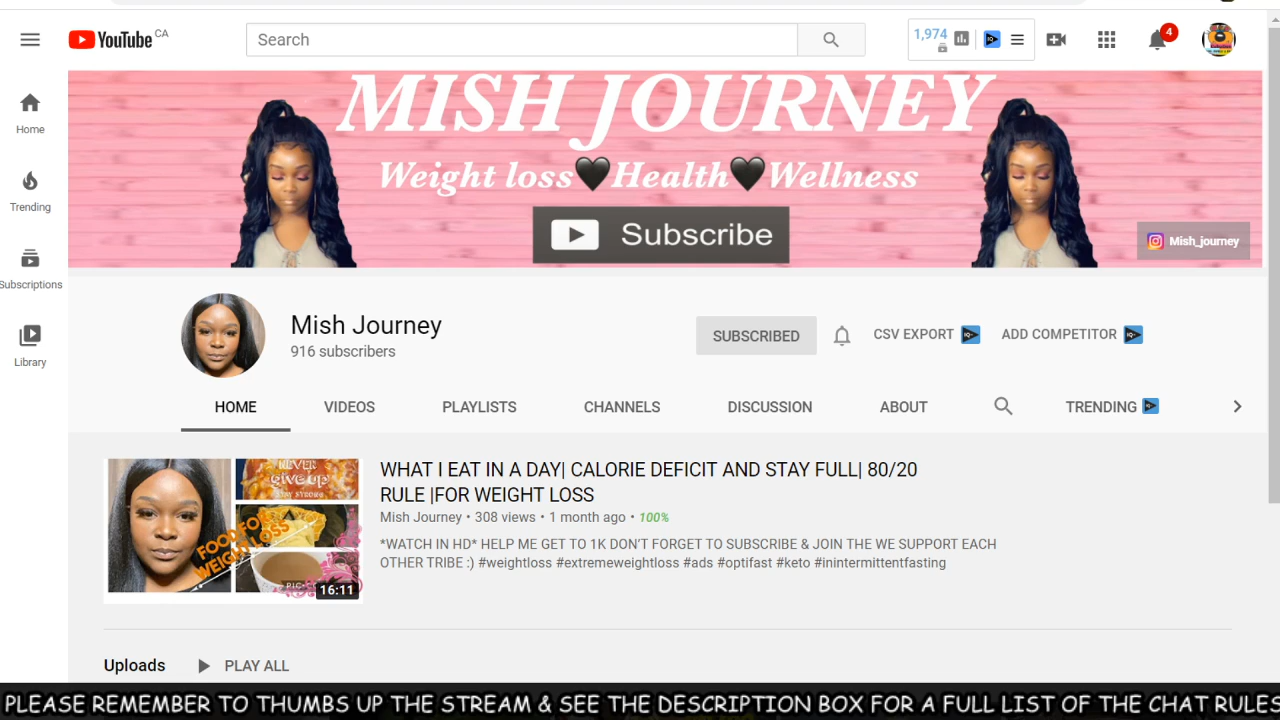 YouTube CA
Search
1,974
4
MISH JOURNEY
Weight loss🖤Health🖤Wellness
Subscribe
Mish_journey
Home
Trending
Subscriptions
Library
Mish Journey
916 subscribers
SUBSCRIBED
CSV EXPORT
ADD COMPETITOR
HOME
VIDEOS
PLAYLISTS
CHANNELS
DISCUSSION
ABOUT
TRENDING
NEVER
Give up
STAY STRONG
FOOD FOR
WEIGHT LOSS
16:11
WHAT I EAT IN A DAY| CALORIE DEFICIT AND STAY FULL| 80/20
RULE |FOR WEIGHT LOSS
Mish Journey • 308 views • 1 month ago • 100%
*WATCH IN HD* HELP ME GET TO 1K DON'T FORGET TO SUBSCRIBE & JOIN THE WE SUPPORT EACH
OTHER TRIBE :) #weightloss #extremeweightloss #ads #optifast #keto #inintermittentfasting
Uploads
PLAY ALL
PLEASE REMEMBER TO THUMBS UP THE STREAM & SEE THE DESCRIPTION BOX FOR A FULL LIST OF THE CHAT RULES